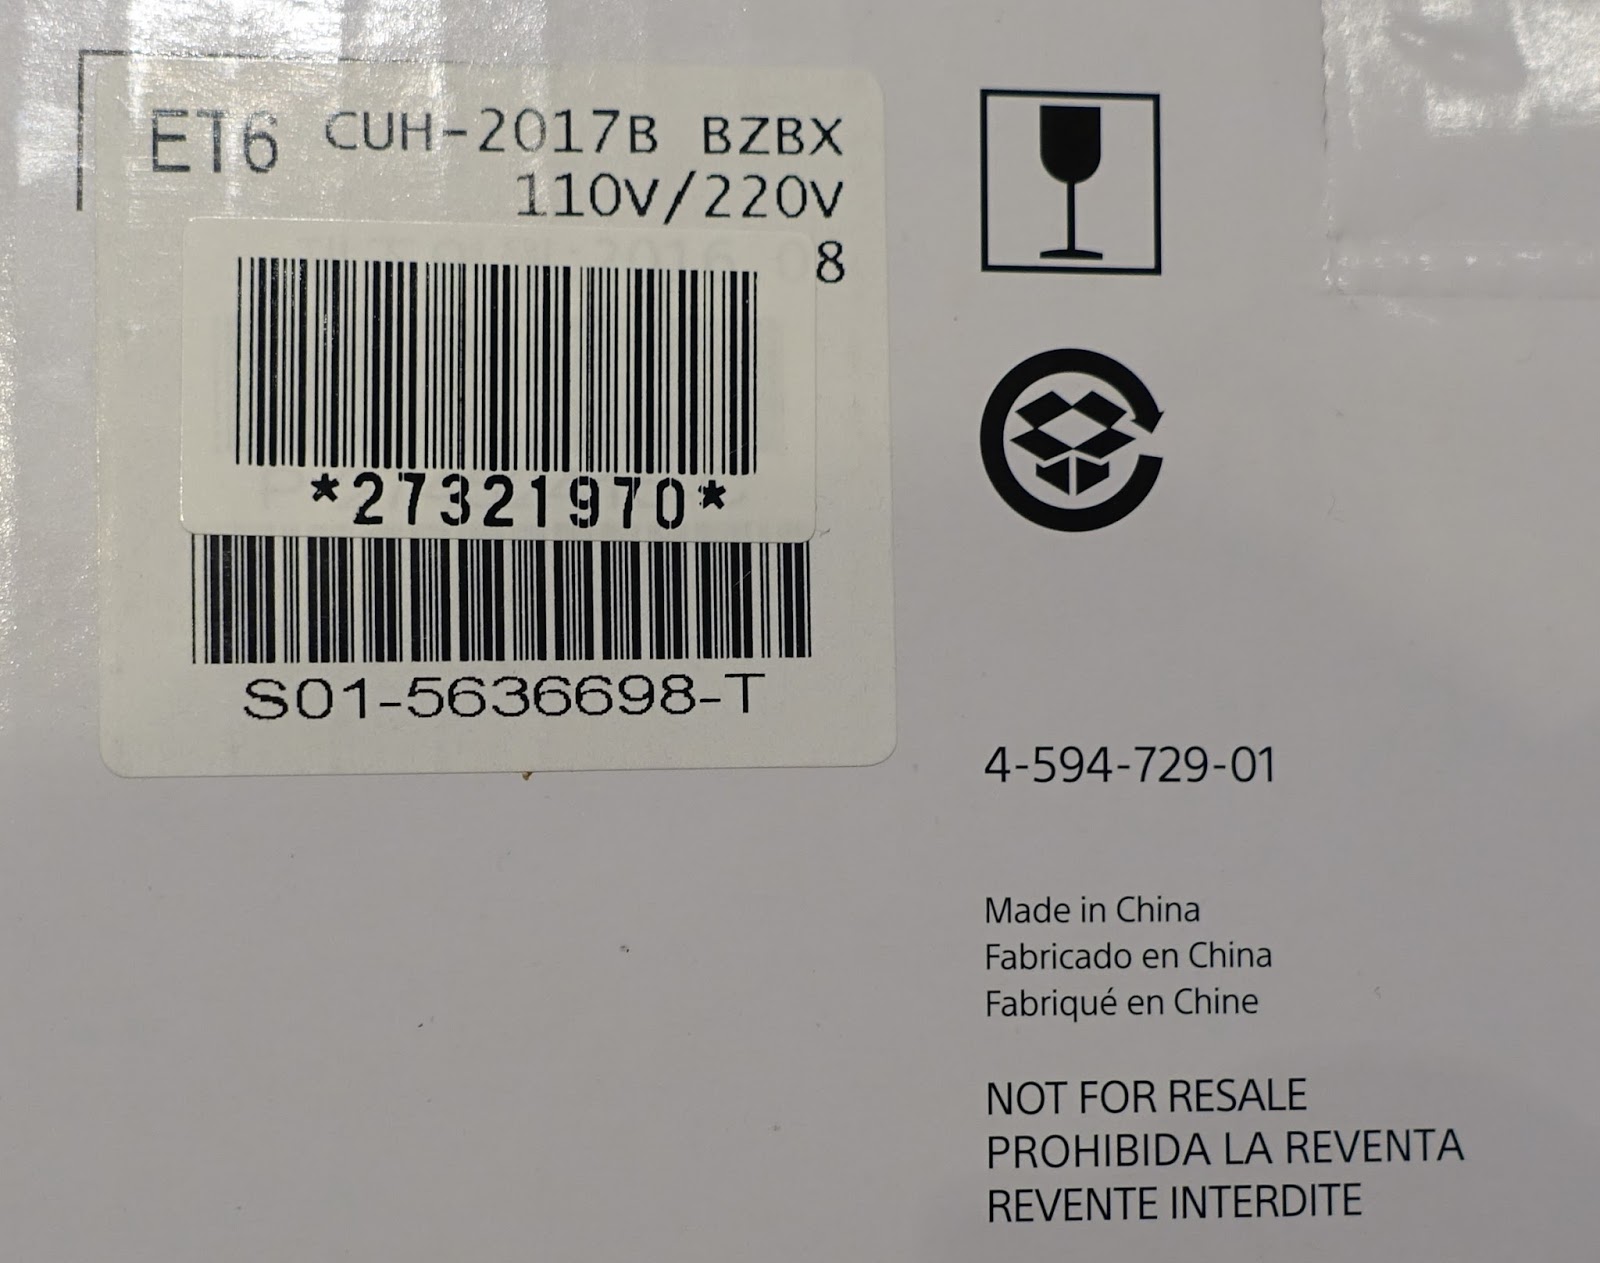 ET6 CUH-2017B BZBX
110V/220V
8
*27321970*
S01-5636698-T
4-594-729-01
Made in China
Fabricado en China
Fabriqué en Chine
NOT FOR RESALE
PROHIBIDA LA REVENTA
REVENTE INTERDITE